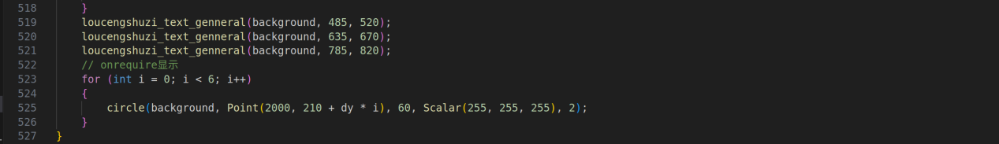 518 }
519 loucengshuzi_text_genneral(background, 485, 520);
520 loucengshuzi_text_genneral(background, 635, 670);
521 loucengshuzi_text_genneral(background, 785, 820);
522 // onrequire显示
523 for (int i = 0; i < 6; i++)
524 {
525 circle(background, Point(2000, 210 + dy * i), 60, Scalar(255, 255, 255), 2);
526 }
527 }